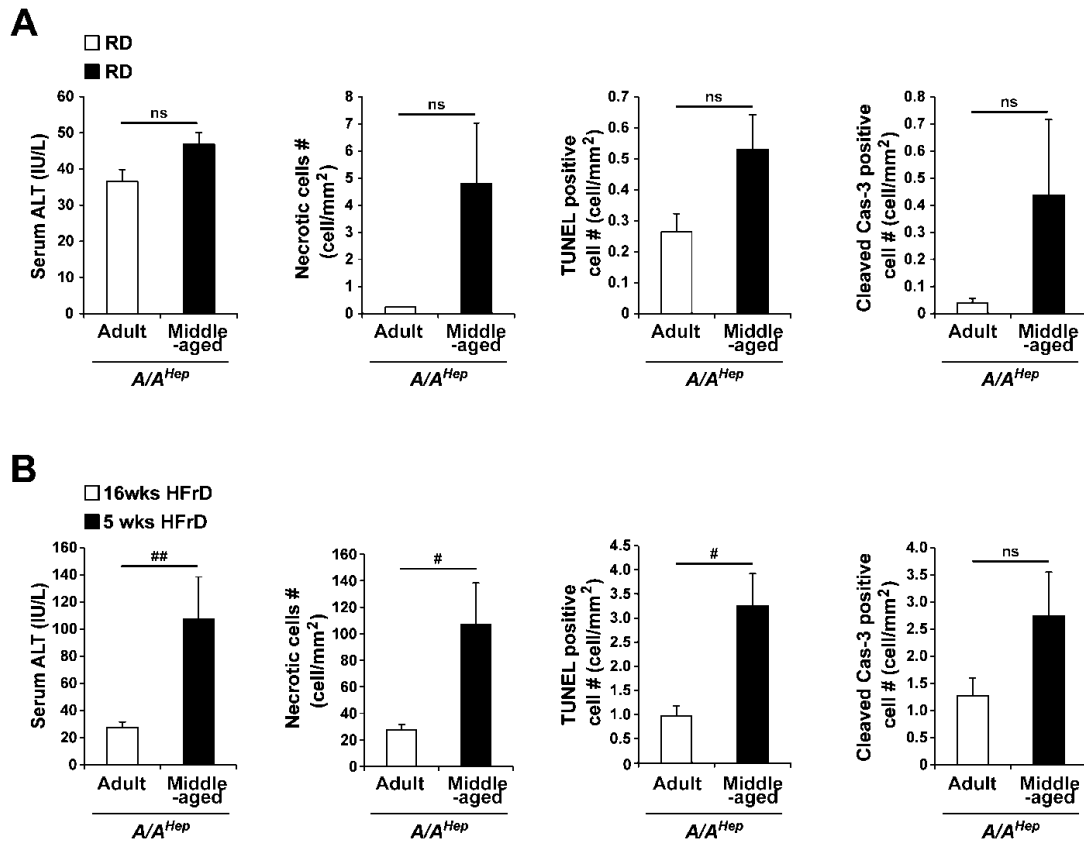 A
RD
RD
Serum ALT (IU/L)
60
50
40
30
20
10
0
ns
Adult
Middle
-aged
A/A^Hep
Necrotic cells #
(cell/mm²)
8
7
6
5
4
3
2
1
0
ns
Adult
Middle
-aged
A/A^Hep
TUNEL positive
cell # (cell/mm²)
0.7
0.6
0.5
0.4
0.3
0.2
0.1
0
ns
Adult
Middle
-aged
A/A^Hep
Cleaved Cas-3 positive
cell # (cell/mm²)
0.8
0.7
0.6
0.5
0.4
0.3
0.2
0.1
0
ns
Adult
Middle
-aged
A/A^Hep
B
16wks HFrD
5 wks HFrD
Serum ALT (IU/L)
160
140
120
100
80
60
40
20
0
##
Adult
Middle
-aged
A/A^Hep
Necrotic cells #
(cell/mm²)
160
140
120
100
80
60
40
20
0
#
Adult
Middle
-aged
A/A^Hep
TUNEL positive
cell # (cell/mm²)
4.5
4.0
3.5
3.0
2.5
2.0
1.5
1.0
0.5
0
#
Adult
Middle
-aged
A/A^Hep
Cleaved Cas-3 positive
cell # (cell/mm²)
4.0
3.5
3.0
2.5
2.0
1.5
1.0
0.5
0
ns
Adult
Middle
-aged
A/A^Hep